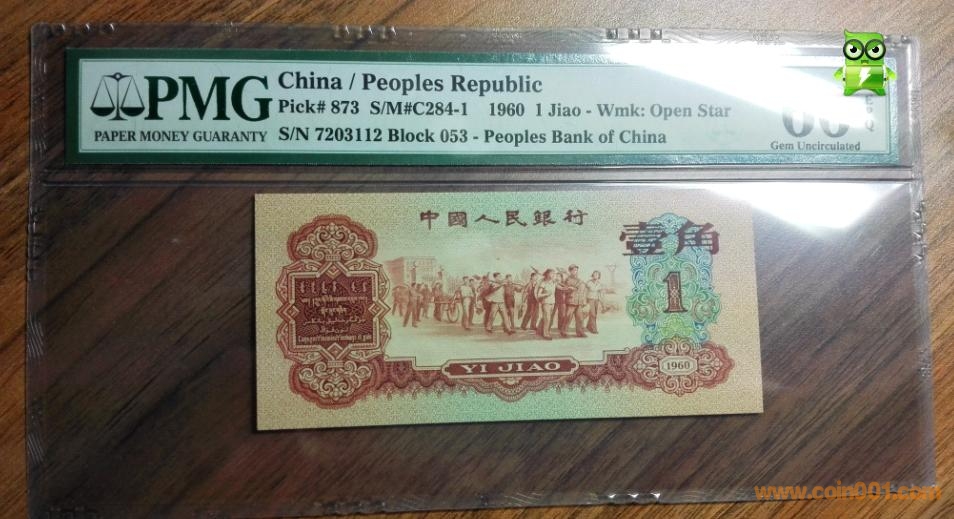 PMG
PAPER MONEY GUARANTY
China / Peoples Republic
Pick# 873 S/M#C284-1 1960 1 Jiao - Wmk: Open Star
S/N 7203112 Block 053 - Peoples Bank of China
Gem Uncirculated
中國人民銀行
壹角
1
YI JIAO
1960
www.coin001.com